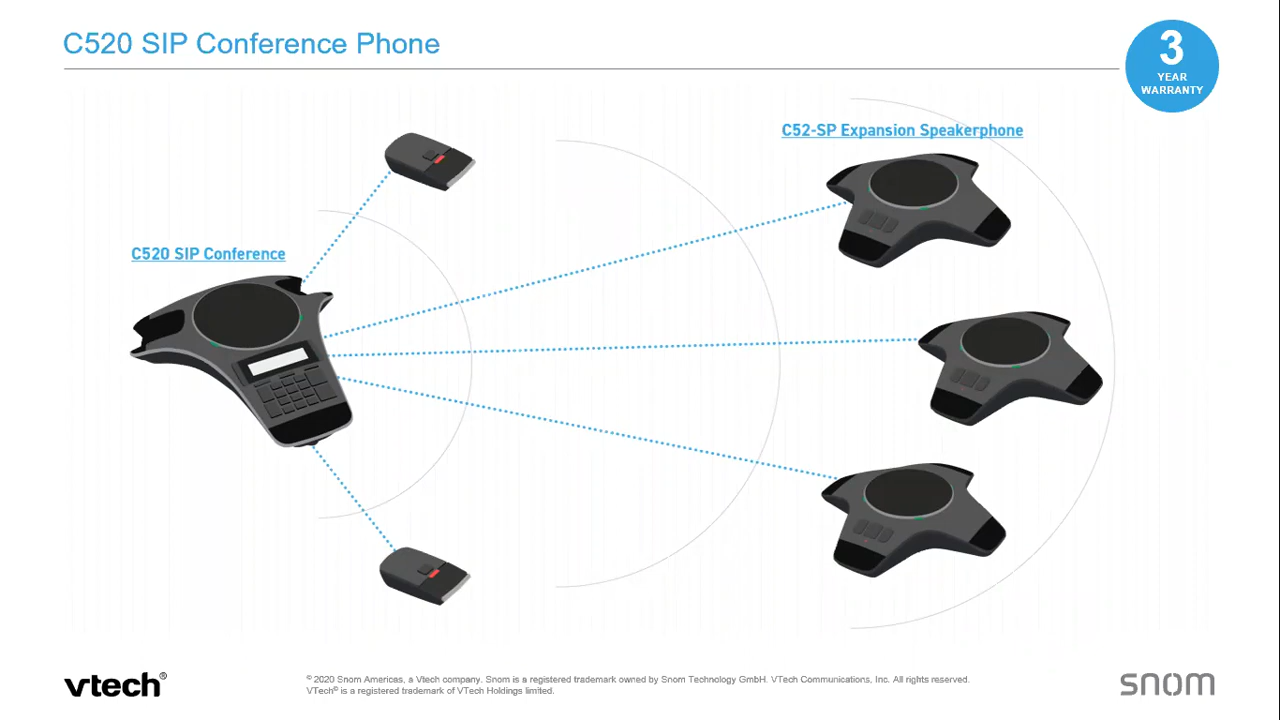 C520 SIP Conference Phone
3
YEAR
WARRANTY
C52-SP Expansion Speakerphone
C520 SIP Conference
vtech®
© 2020 Snom Americas, a Vtech company. Snom is a registered trademark owned by Snom Technology GmbH. VTech Communications, Inc. All rights reserved.
VTech® is a registered trademark of VTech Holdings limited.
snom